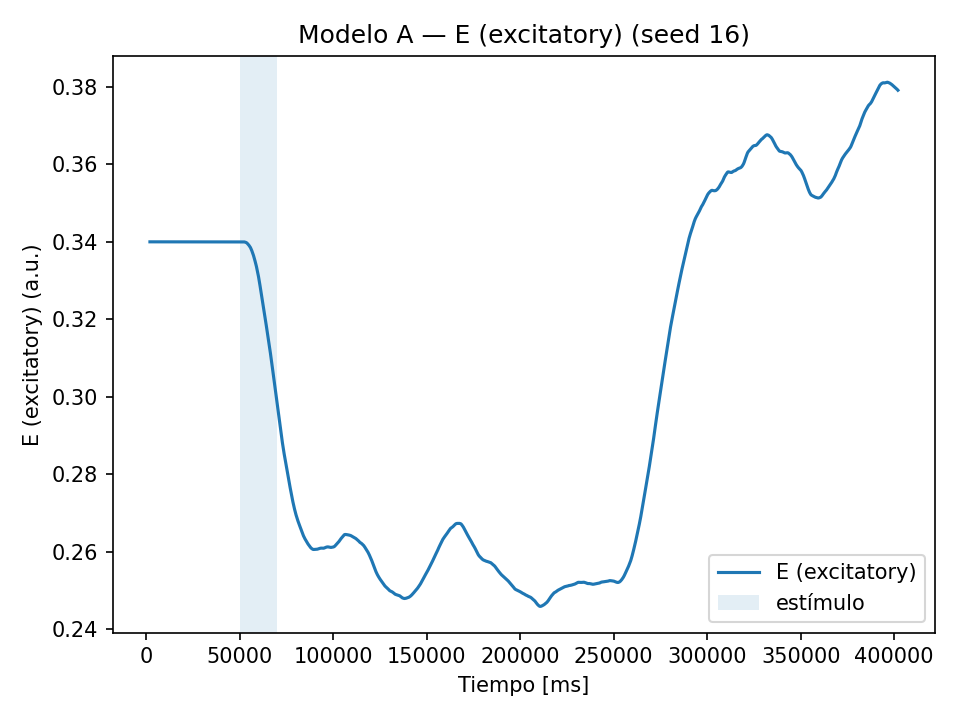 Modelo A — E (excitatory) (seed 16)
E (excitatory) (a.u.)
0.38
0.36
0.34
0.32
0.30
0.28
0.26
0.24
E (excitatory)
estímulo
0 50000 100000 150000 200000 250000 300000 350000 400000
Tiempo [ms]